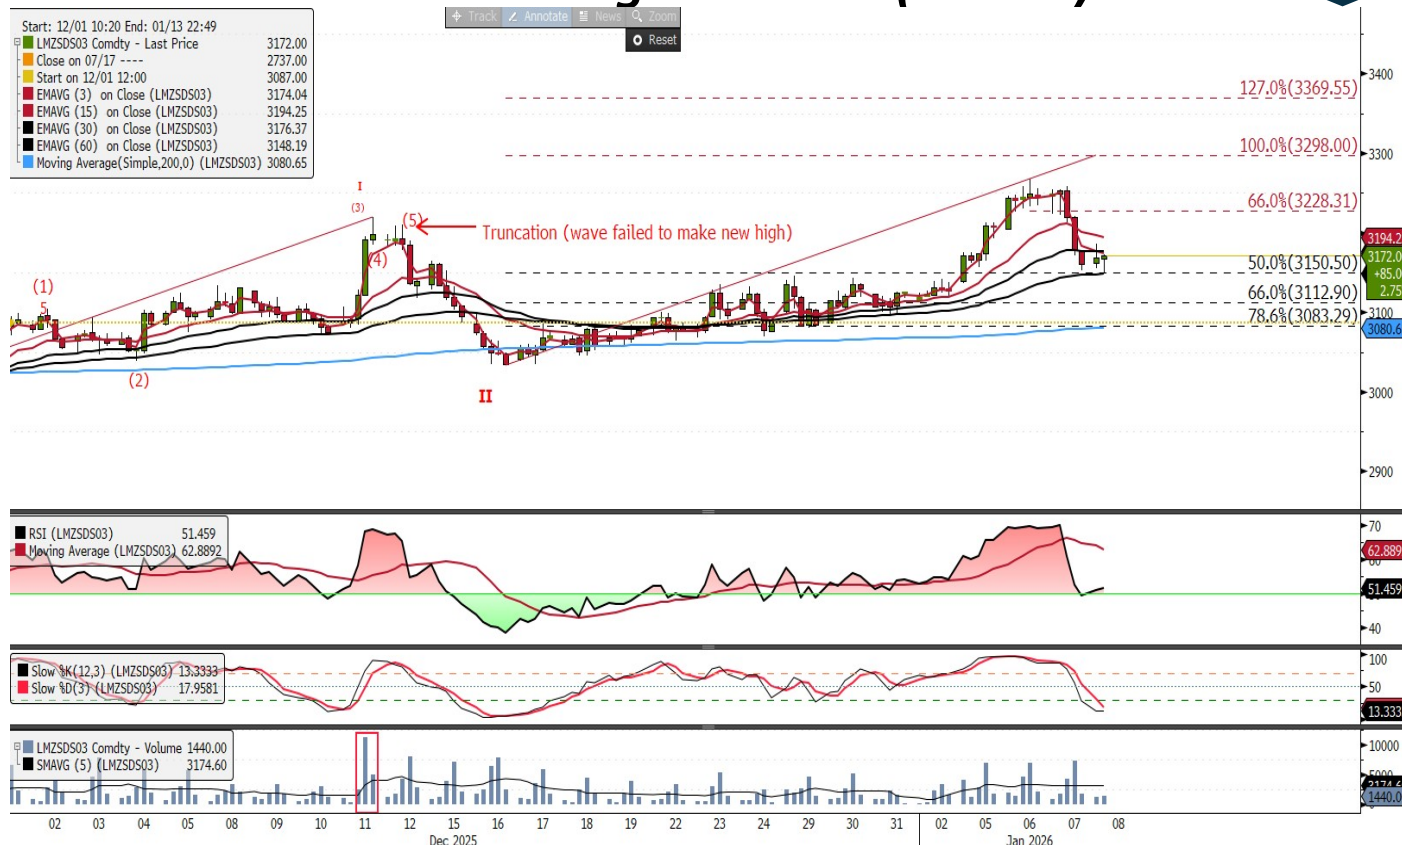 Track Annotate News Zoom
Reset
Start: 12/01 10:20 End: 01/13 22:49
LMZSDS03 Comdty - Last Price 3172.00
Close on 07/17 ---- 2737.00
Start on 12/01 12:00 3087.00
EMAVG (3) on Close (LMZSDS03) 3174.04
EMAVG (15) on Close (LMZSDS03) 3194.25
EMAVG (30) on Close (LMZSDS03) 3176.37
EMAVG (60) on Close (LMZSDS03) 3148.19
Moving Average(Simple,200,0) (LMZSDS03) 3080.65
3400
127.0%(3369.55)
100.0%(3298.00)
3300
66.0%(3228.31)
I
(3)
(5)
Truncation (wave failed to make new high)
(4)
3194.2
3172.0
+85.0
2.75
50.0%(3150.50)
(1)
5
66.0%(3112.90)
3100
78.6%(3083.29)
3080.6
(2)
II
3000
2900
RSI (LMZSDS03) 51.459
Moving Average (LMZSDS03) 62.8892
70
62.889
51.459
40
Slow %K(12,3) (LMZSDS03) 13.3333
Slow %D(3) (LMZSDS03) 17.9581
100
50
13.333
LMZSDS03 Comdty - Volume 1440.00
SMAVG (5) (LMZSDS03) 3174.60
10000
5000
3174.6
1440.0
02 03 04 05 08 09 10 11 12 15 16 17 18 19 22 23 24 29 30 31 02 05 06 07 08
Dec 2025 Jan 2026